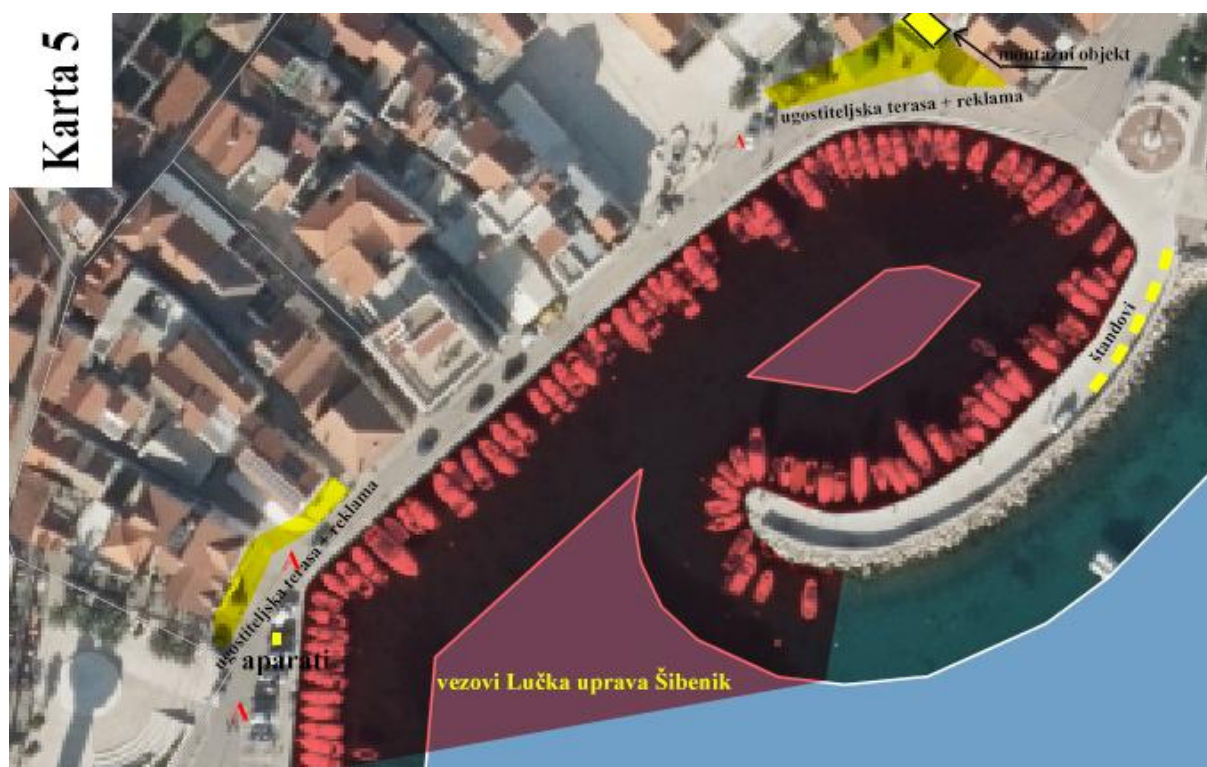 Karta 5
montažni objekt
ugostiteljska terasa + reklama
štandovi
ugostiteljska terasa + reklama
aparati
vezovi Lučka uprava Šibenik